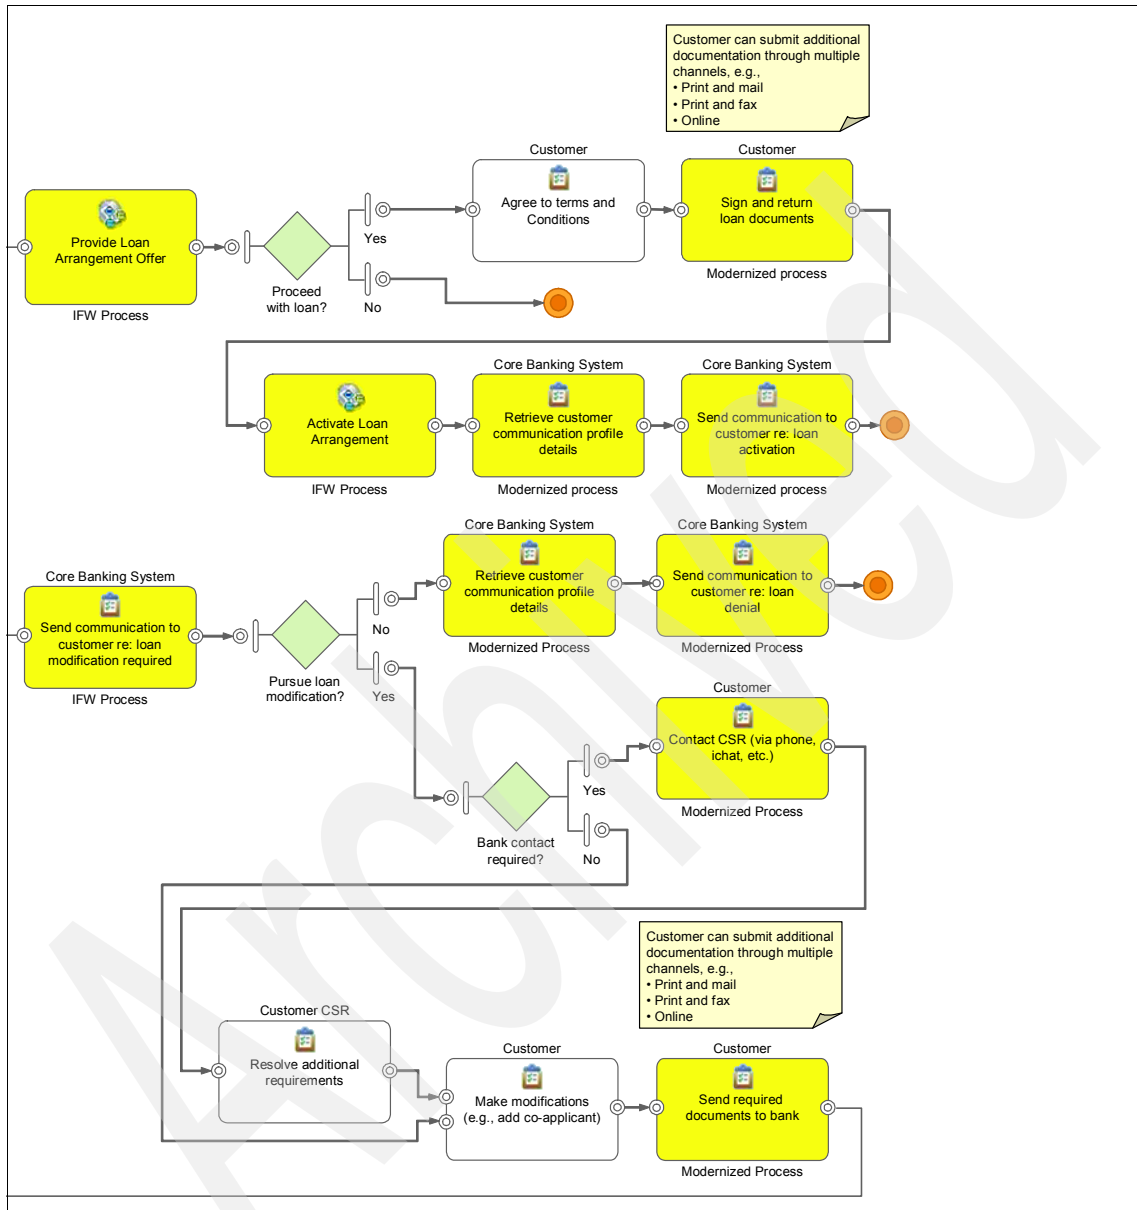 Customer can submit additional
documentation through multiple
channels, e.g.,
• Print and mail
• Print and fax
• Online
Customer
Customer
Provide Loan
Arrangement Offer
IFW Process
Proceed
with loan?
Yes
No
Agree to terms and
Conditions
Sign and return
loan documents
Modernized process
Core Banking System
Core Banking System
Activate Loan
Arrangement
IFW Process
Retrieve customer
communication profile
details
Modernized process
Send communication to
customer re: loan
activation
Modernized process
Core Banking System
Core Banking System
Core Banking System
Send communication to
customer re: loan
modification required
IFW Process
Pursue loan
modification?
No
Yes
Retrieve customer
communication profile
details
Modernized Process
Send communication to
customer re: loan
denial
Modernized Process
Customer
Contact CSR (via phone,
ichat, etc.)
Modernized Process
Bank contact
required?
Yes
No
Customer can submit additional
documentation through multiple
channels, e.g.,
• Print and mail
• Print and fax
• Online
Customer CSR
Resolve additional
requirements
Customer
Make modifications
(e.g., add co-applicant)
Customer
Send required
documents to bank
Modernized Process
Archived